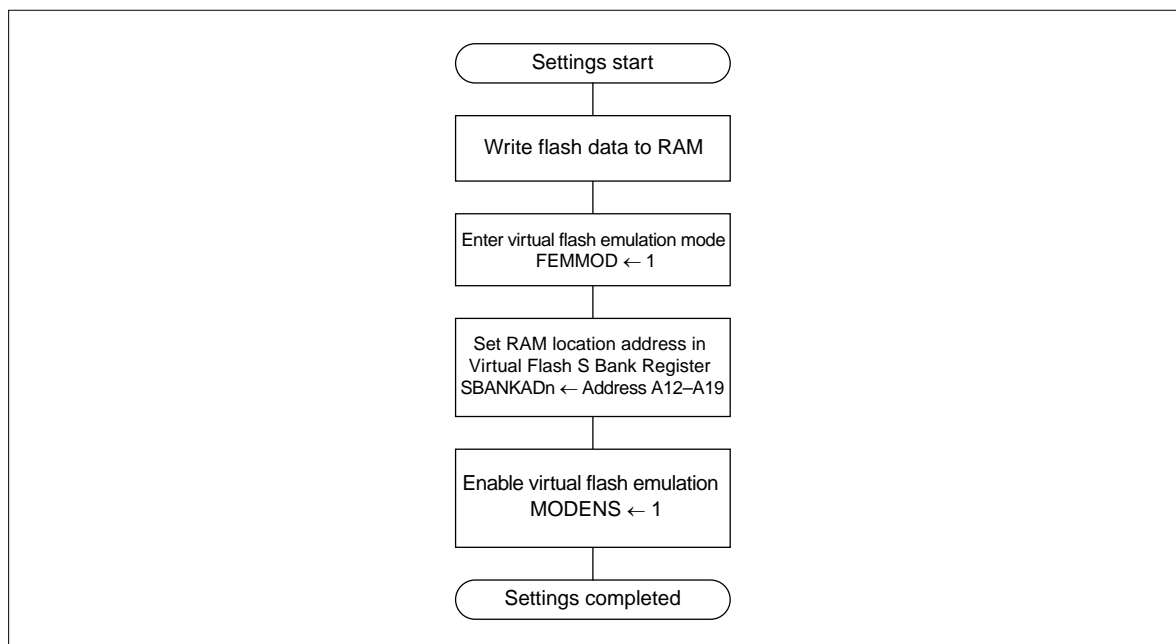 Settings start
Write flash data to RAM
Enter virtual flash emulation mode
FEMMOD ← 1
Set RAM location address in
Virtual Flash S Bank Register
SBANKADn ← Address A12–A19
Enable virtual flash emulation
MODENS ← 1
Settings completed